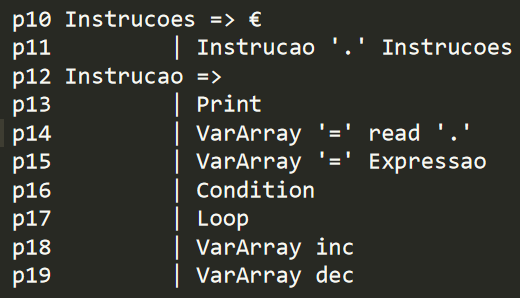 p10 Instrucoes => €
p11 | Instrucao '.' Instrucoes
p12 Instrucao =>
p13 | Print
p14 | VarArray '=' read '.'
p15 | VarArray '=' Expressao
p16 | Condition
p17 | Loop
p18 | VarArray inc
p19 | VarArray dec